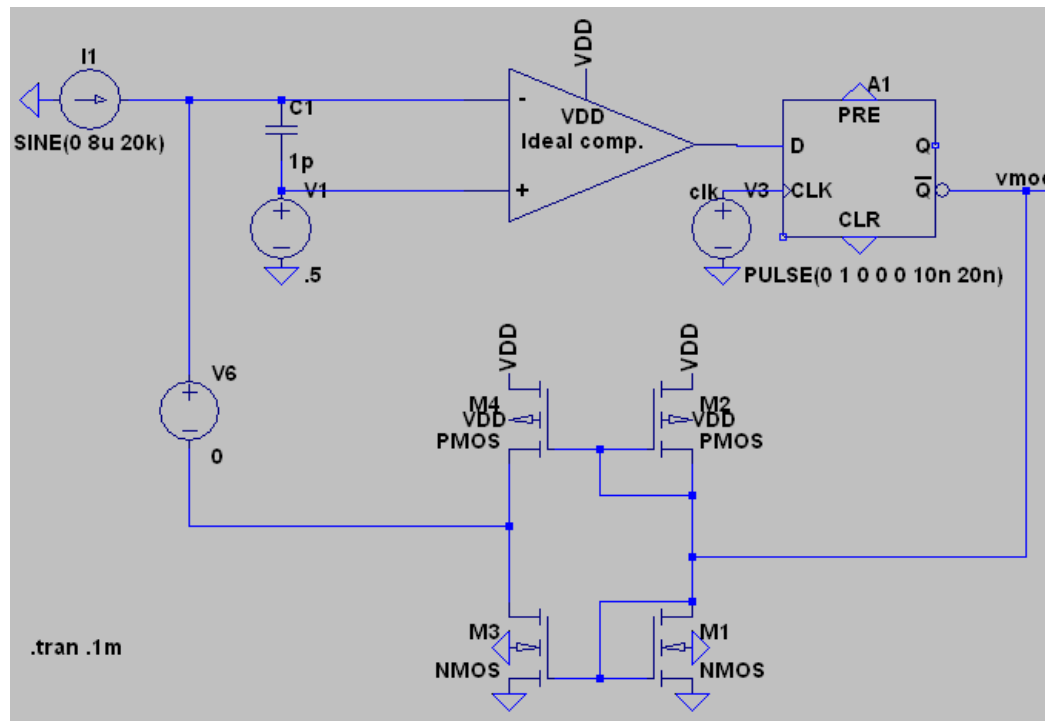 I1
SINE(0 8u 20k)
C1
1p
V1
.5
-
+
VDD
VDD
Ideal comp.
clk
V3
PULSE(0 1 0 0 0 10n 20n)
A1
PRE
D
Q
CLK
Q
CLR
vmod
V6
0
VDD
VDD
M4
VDD
PMOS
M2
VDD
PMOS
M3
NMOS
M1
NMOS
.tran .1m